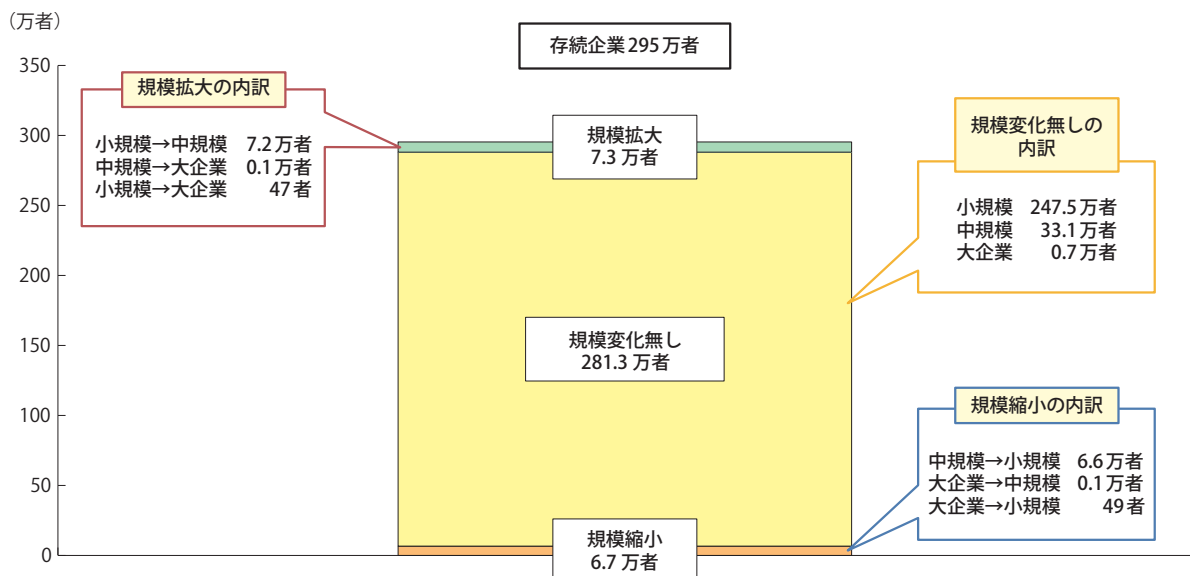 （万者）
存続企業 295 万者
350
300
250
200
150
100
50
0
規模拡大の内訳
小規模→中規模 7.2 万者
中規模→大企業 0.1 万者
小規模→大企業 47 者
規模拡大
7.3 万者
規模変化無しの
内訳
小規模 247.5 万者
中規模 33.1 万者
大企業 0.7 万者
規模変化無し
281.3 万者
規模縮小の内訳
中規模→小規模 6.6 万者
大企業→中規模 0.1 万者
大企業→小規模 49 者
規模縮小
6.7 万者